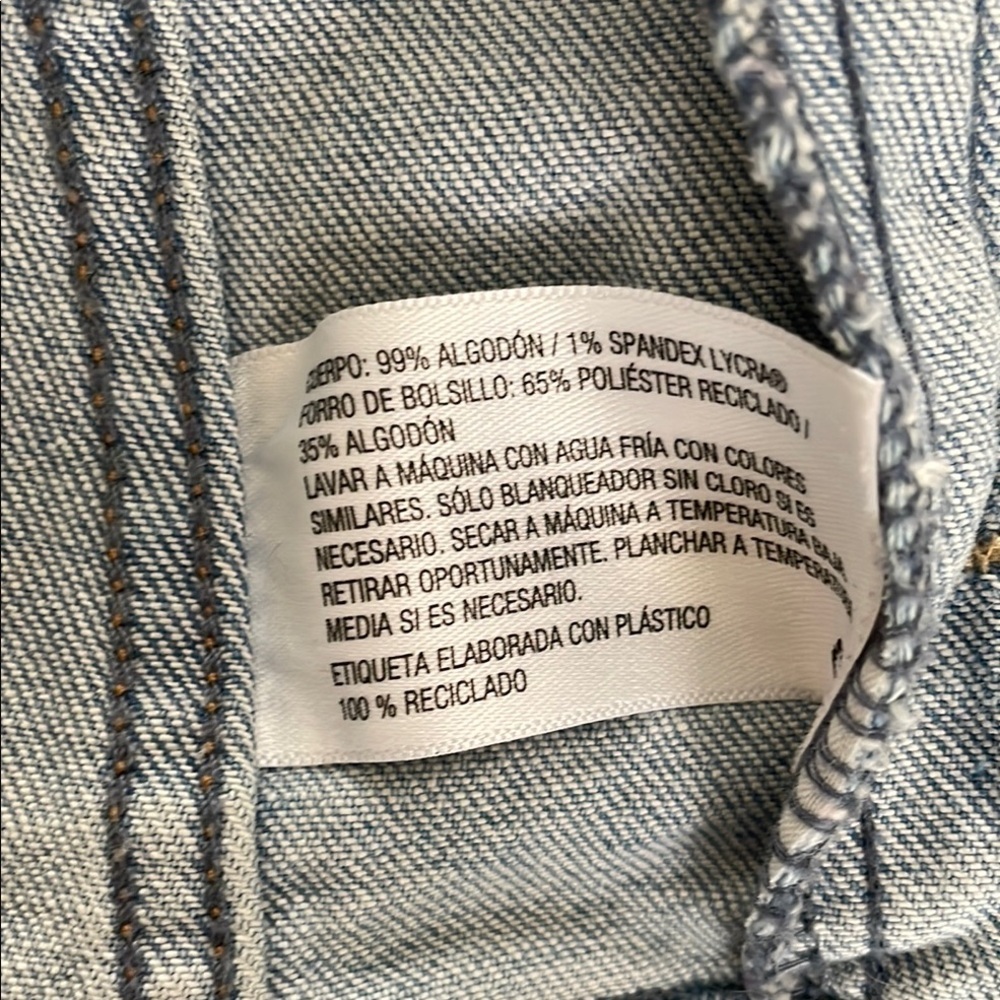 CUERPO: 99% ALGODÓN / 1% SPANDEX LYCRA®
FORRO DE BOLSILLO: 65% POLIÉSTER RECICLADO /
35% ALGODÓN
LAVAR A MÁQUINA CON AGUA FRÍA CON COLORES
SIMILARES. SÓLO BLANQUEADOR SIN CLORO SI ES
NECESARIO. SECAR A MÁQUINA A TEMPERATURA BAJA.
RETIRAR OPORTUNAMENTE. PLANCHAR A TEMPERATURA
MEDIA SI ES NECESARIO.
ETIQUETA ELABORADA CON PLÁSTICO
100 % RECICLADO